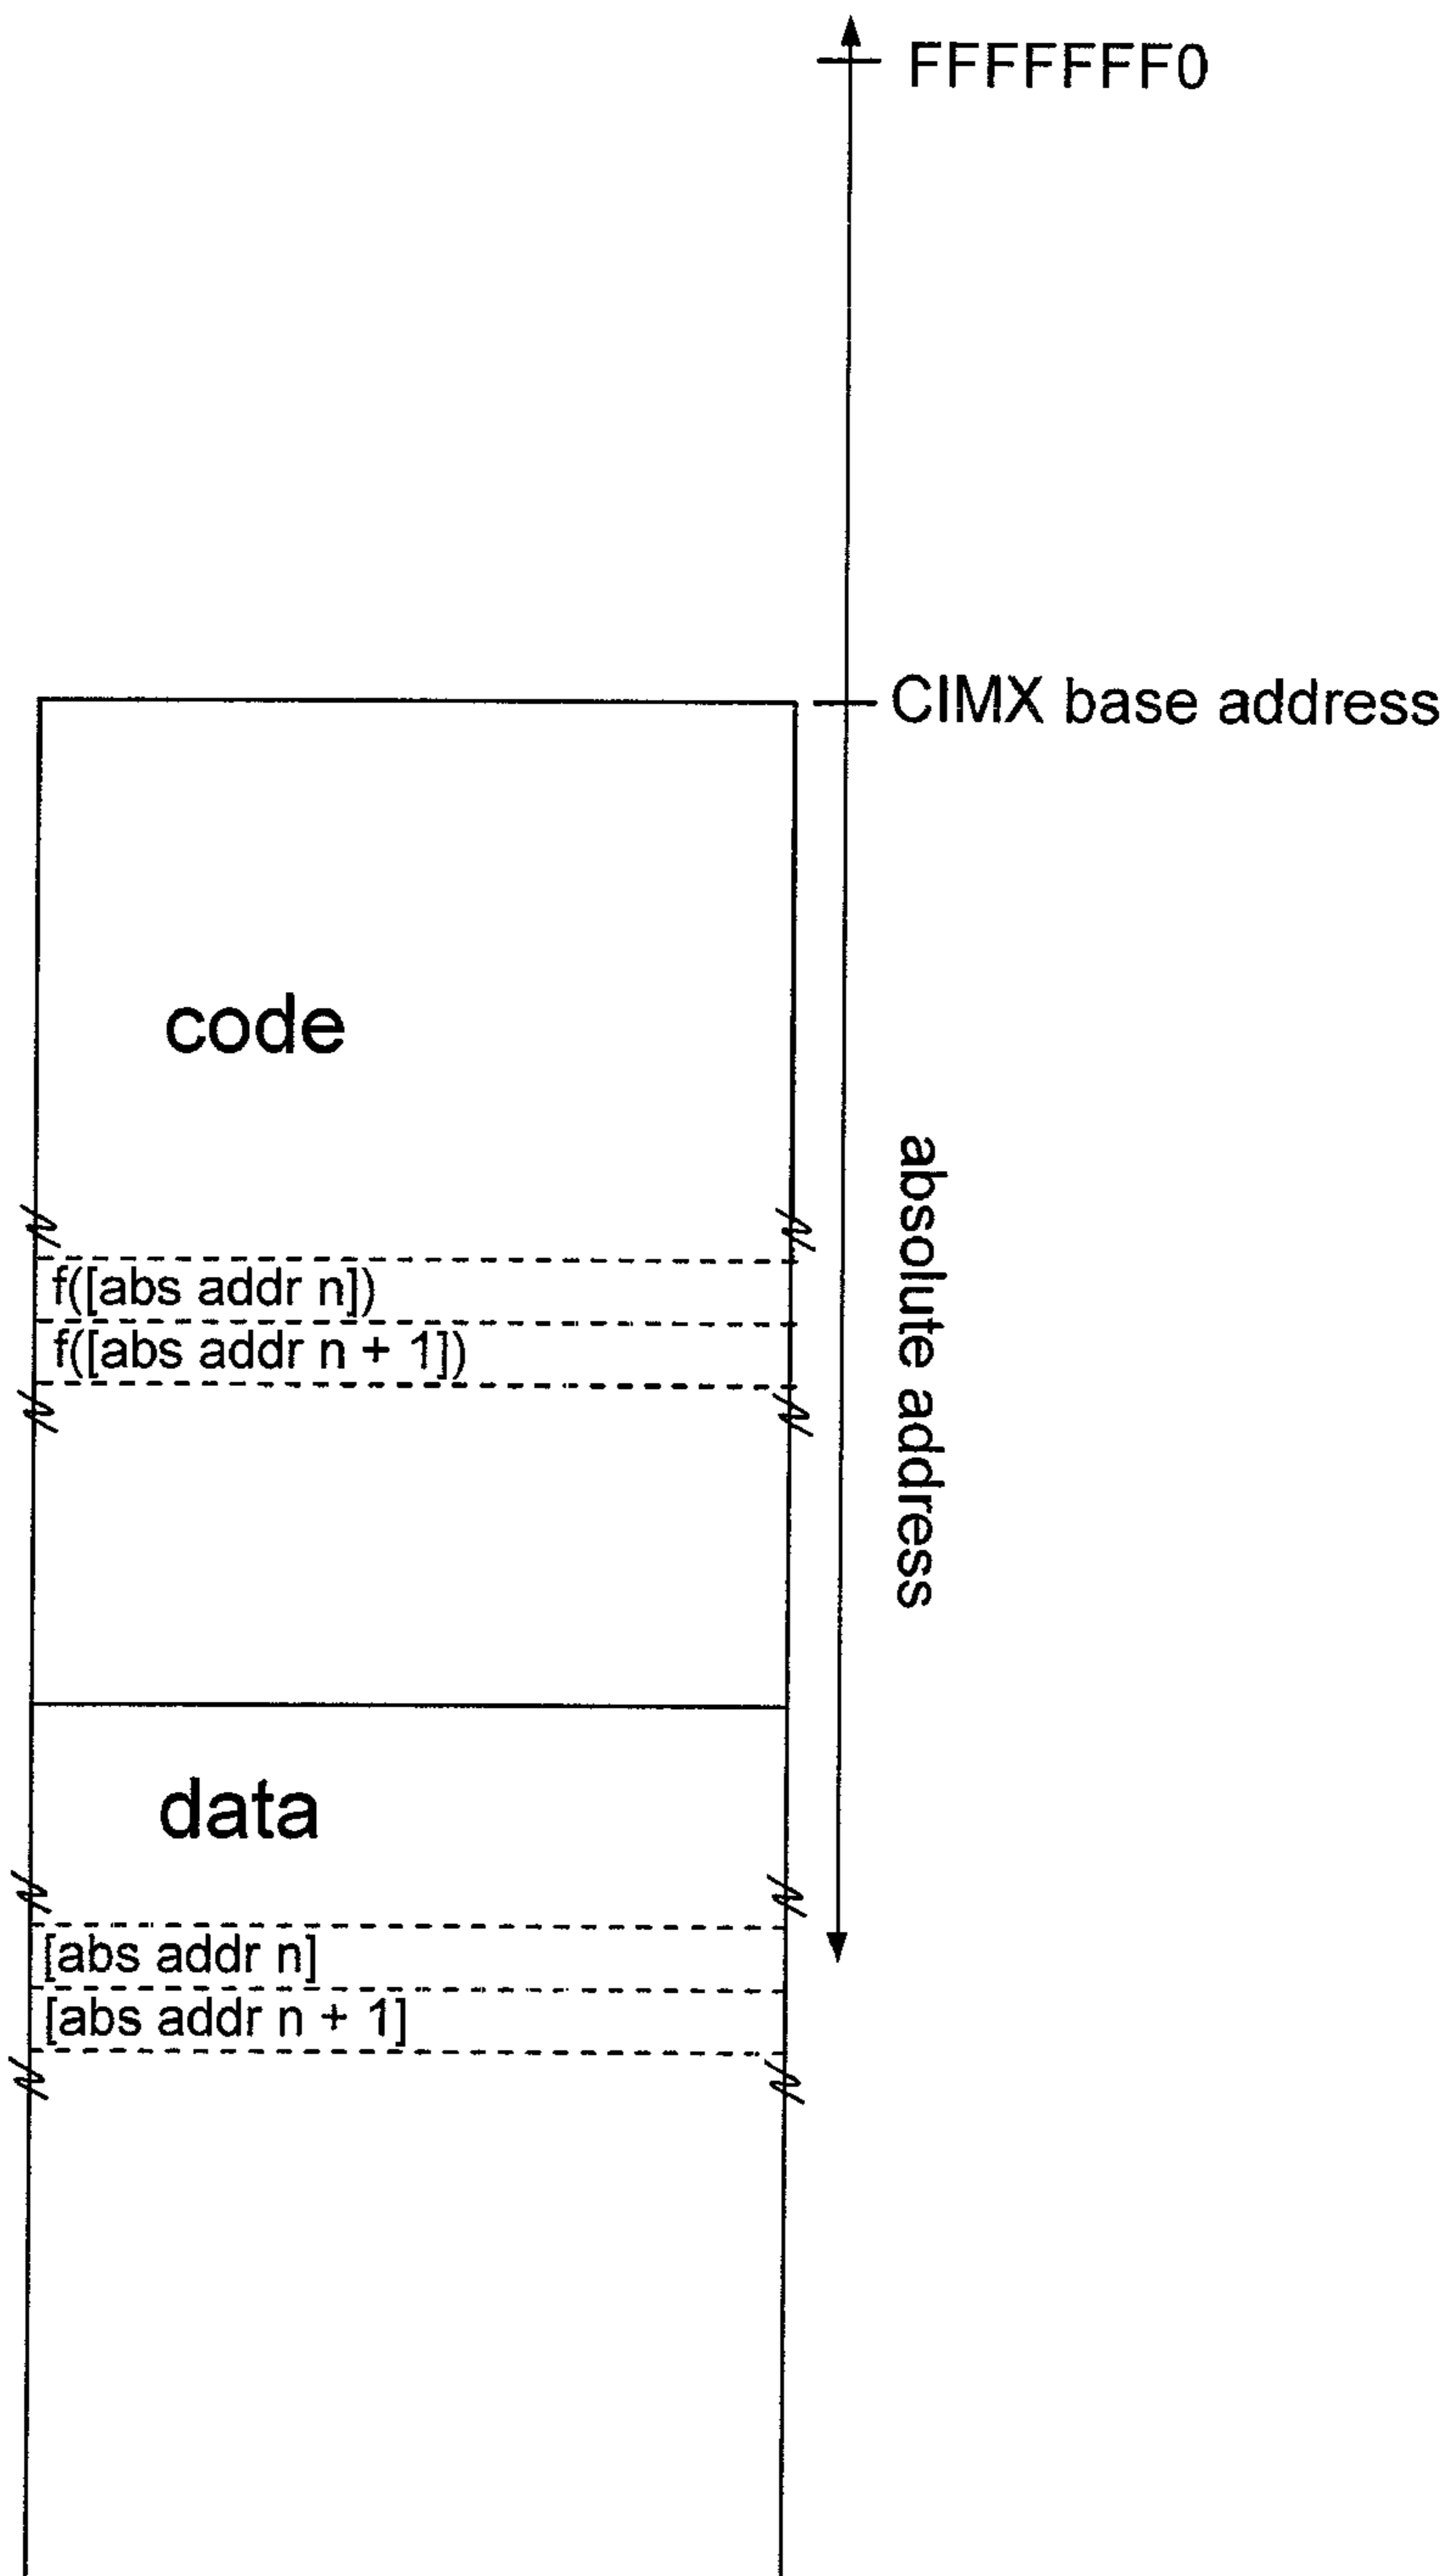 FFFFFFF0
CIMX base address
code
absolute address
f([abs addr n])
f([abs addr n + 1])
data
[abs addr n]
[abs addr n + 1]